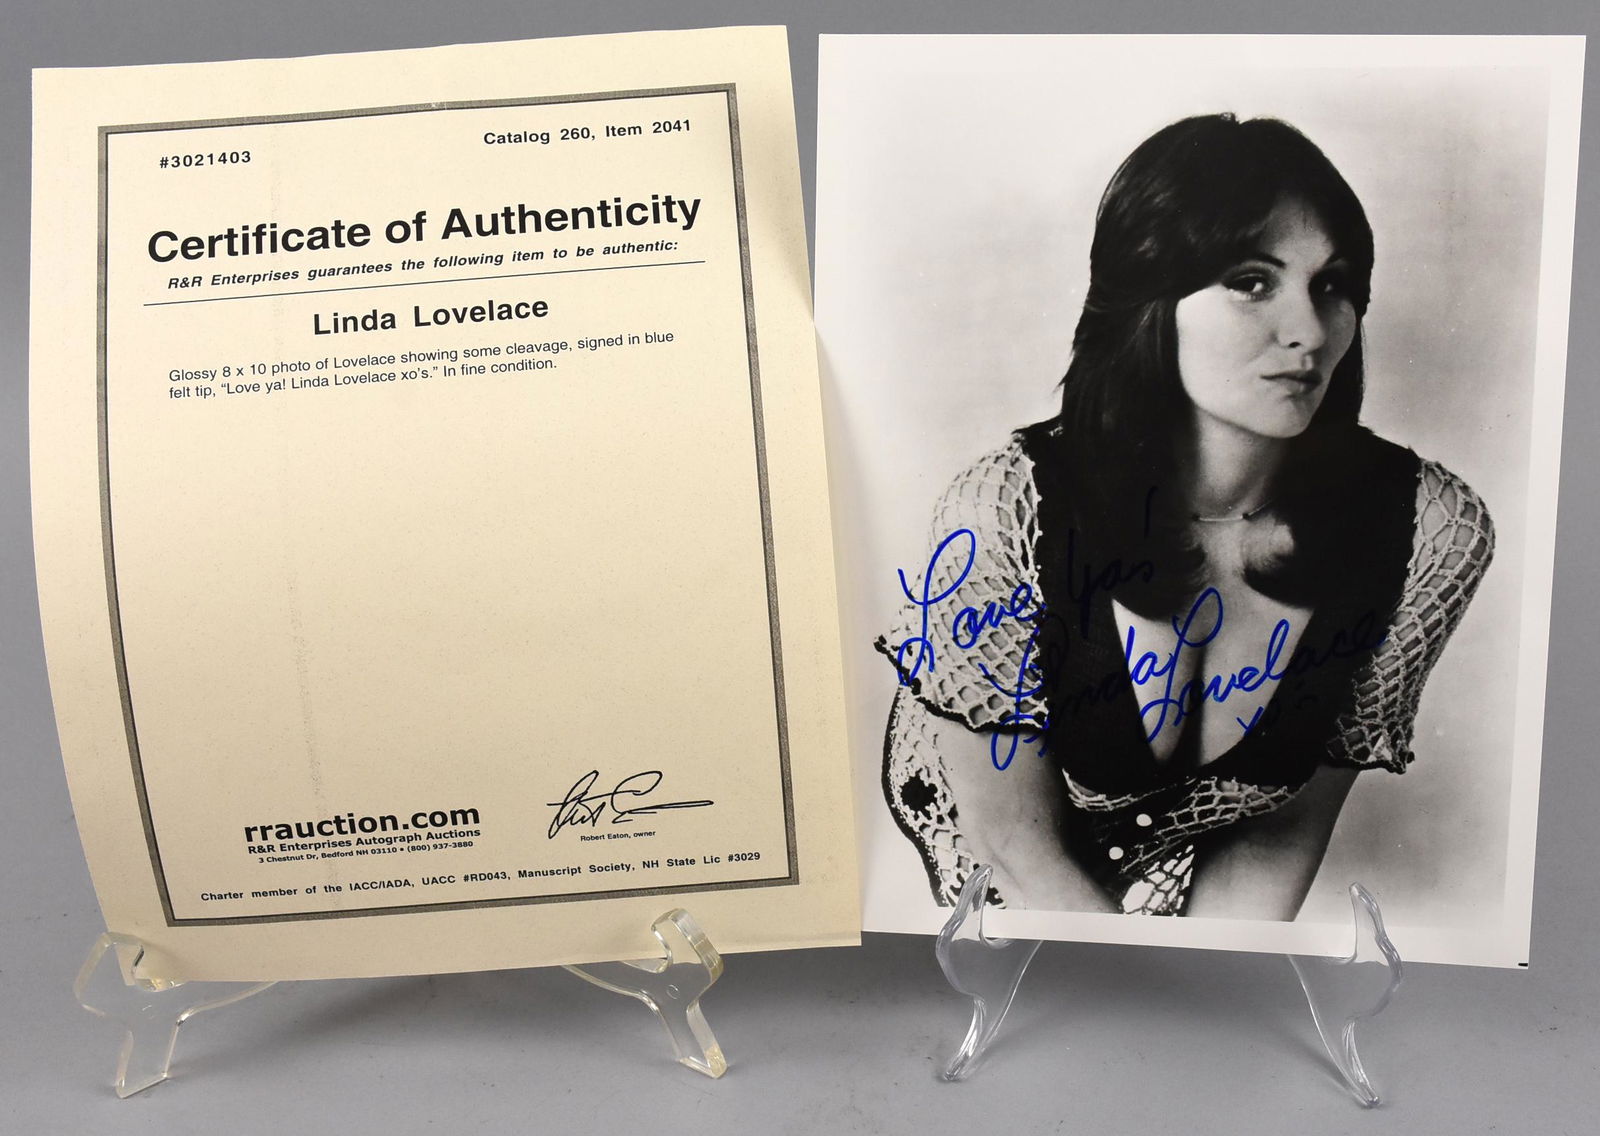 #3021403
Catalog 260, Item 2041
Certificate of Authenticity
R&R Enterprises guarantees the following item to be authentic:
Linda Lovelace
Glossy 8 x 10 photo of Lovelace showing some cleavage, signed in blue
felt tip, “Love ya! Linda Lovelace xo's.” In fine condition.
rrauction.com
R&R Enterprises Autograph Auctions
3 Chestnut Dr, Bedford NH 03110 • (800) 937-3880
Robert Eaton, owner
Charter member of the IACC/IADA, UACC #RD043, Manuscript Society, NH State Lic #3029
Love ya!
Linda Lovelace
xo's